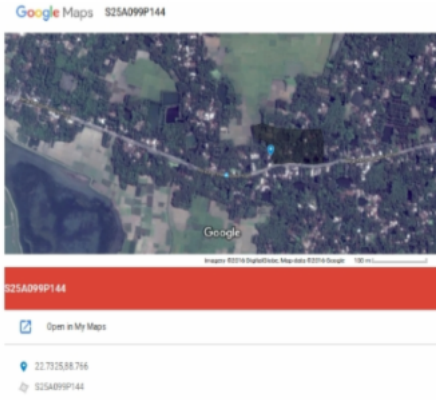 Google Maps S25A099P144
Google
Imagery ©2016 DigitalGlobe, Map data ©2016 Google 100 m
S25A099P144
Open in My Maps
22.7325,88.766
S25A099P144